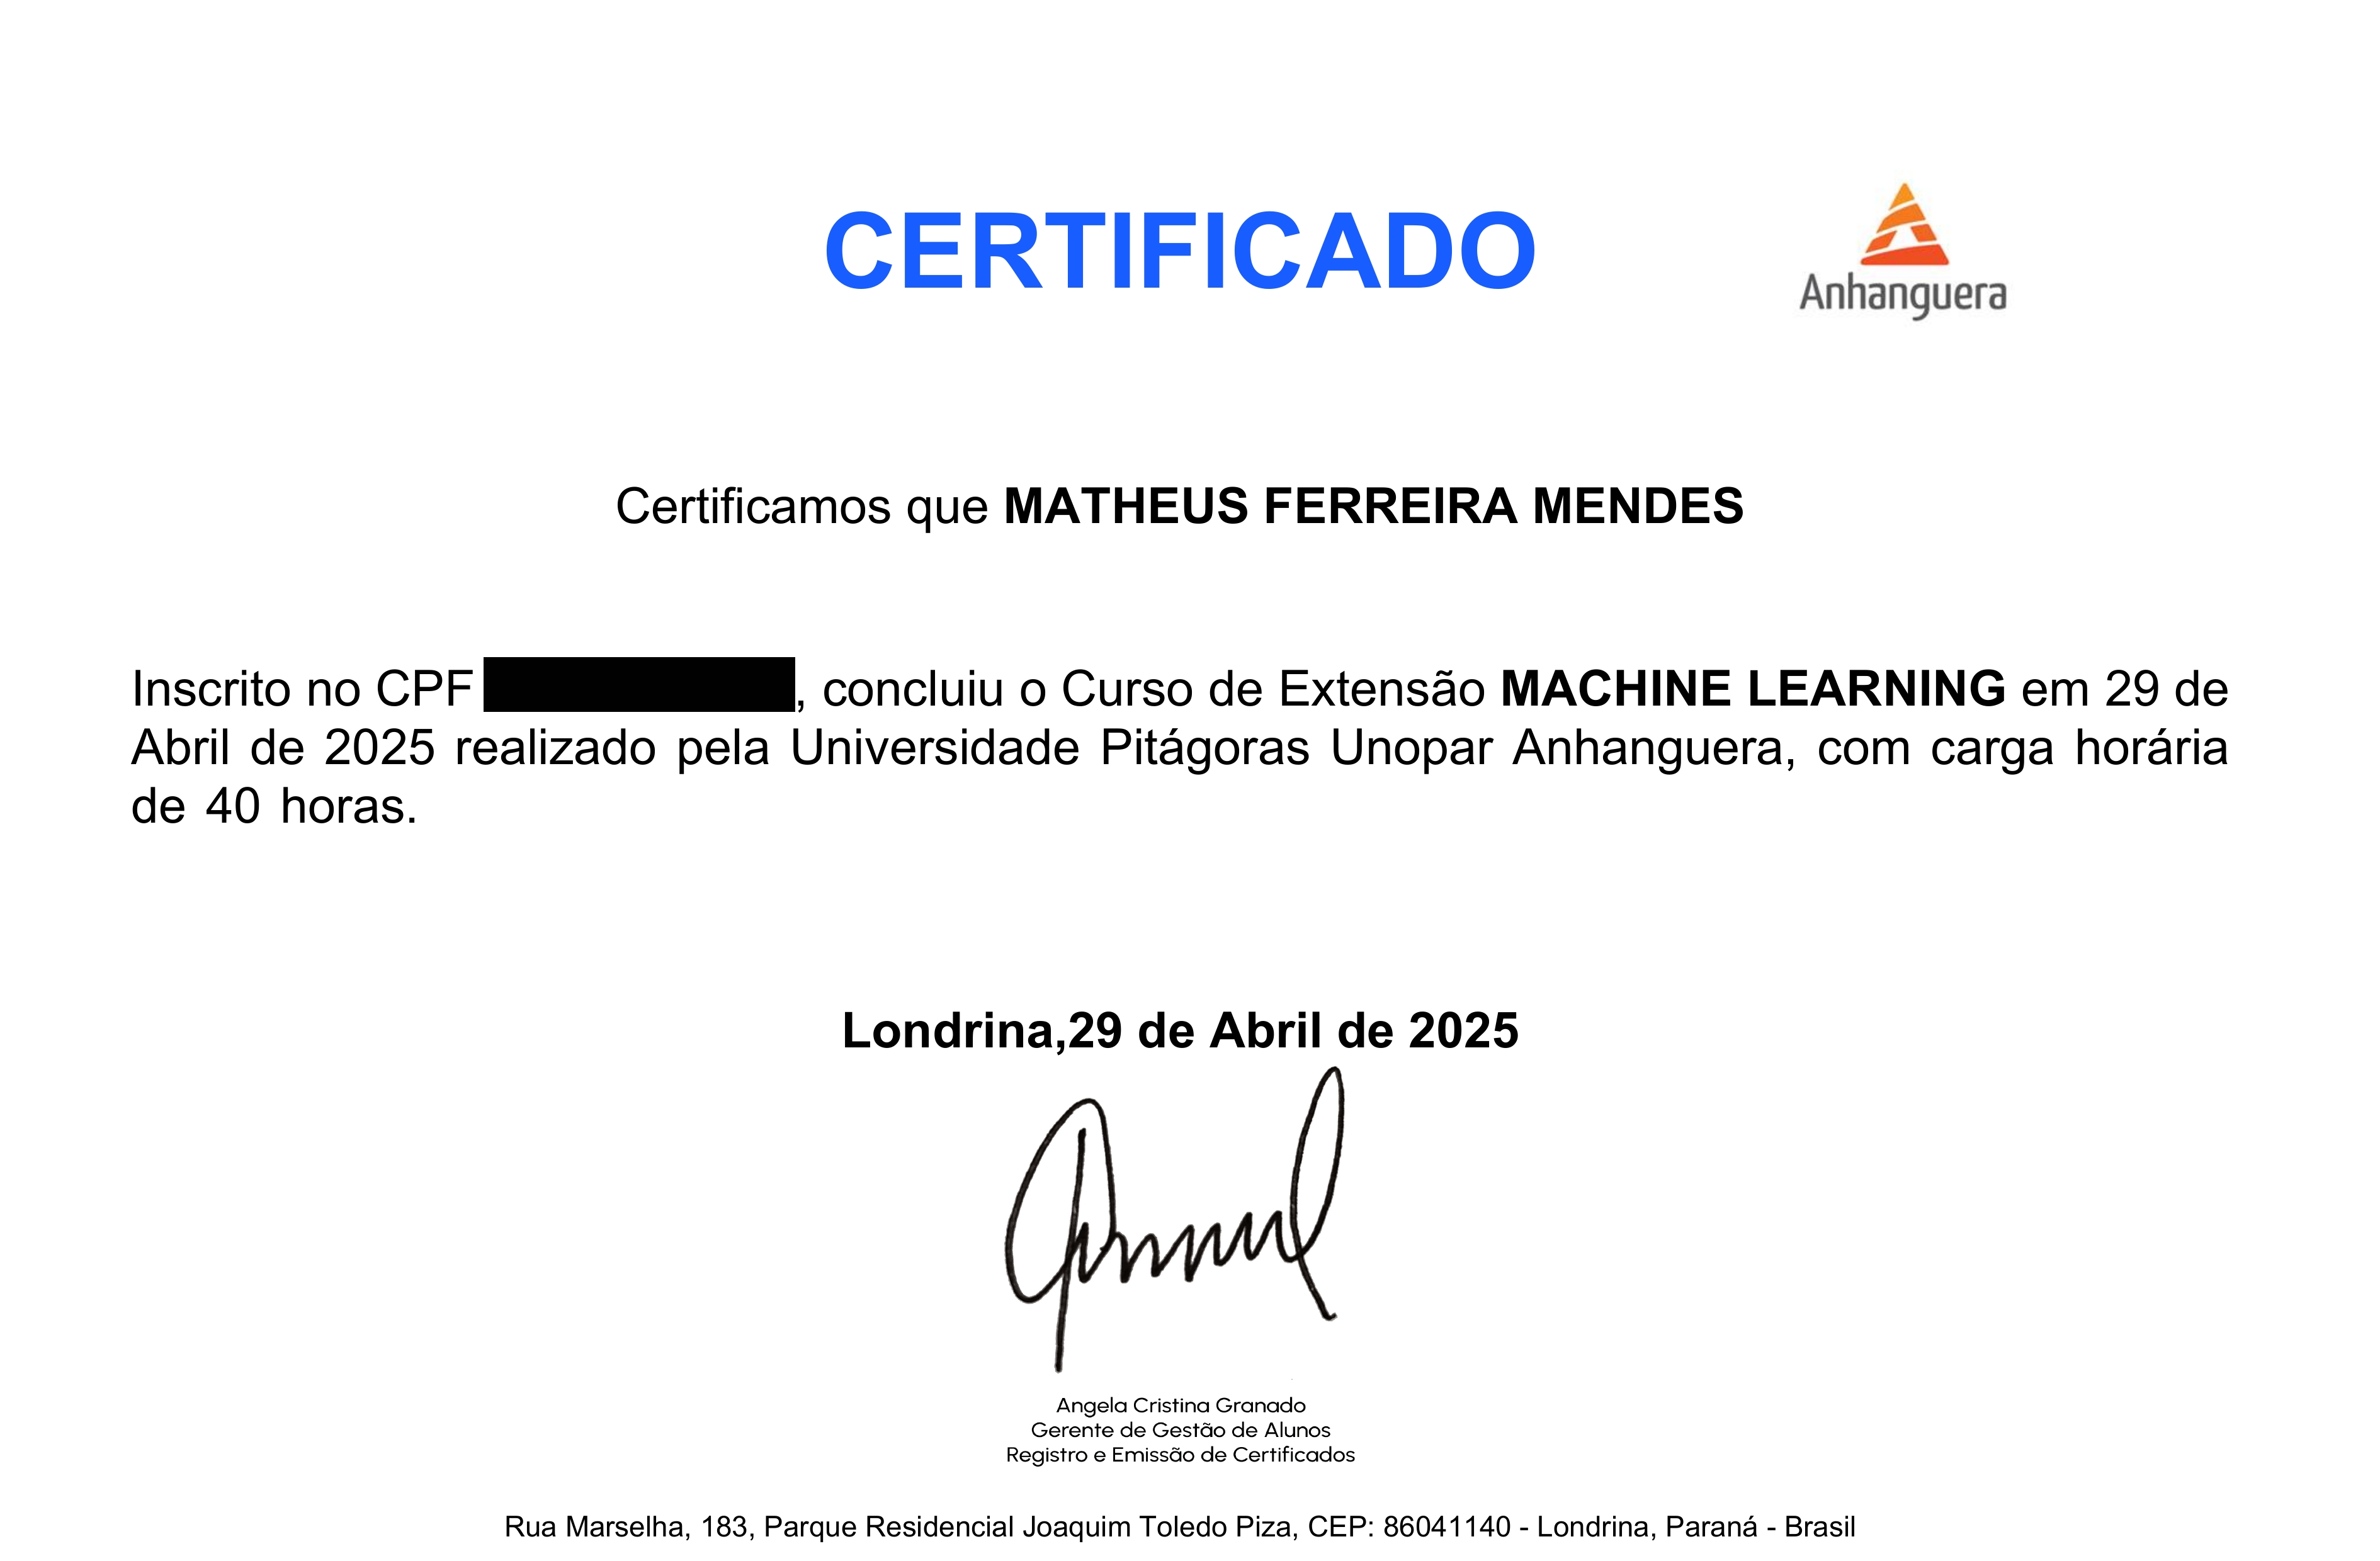 CERTIFICADO
Anhanguera
Certificamos que MATHEUS FERREIRA MENDES
Inscrito no CPF , concluiu o Curso de Extensão MACHINE LEARNING em 29 de
Abril de 2025 realizado pela Universidade Pitágoras Unopar Anhanguera, com carga horária
de 40 horas.
Londrina,29 de Abril de 2025
Angela Cristina Granado
Gerente de Gestão de Alunos
Registro e Emissão de Certificados
Rua Marselha, 183, Parque Residencial Joaquim Toledo Piza, CEP: 86041140 - Londrina, Paraná - Brasil